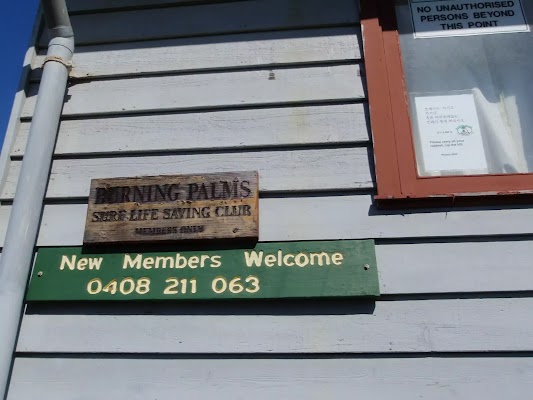 NO UNAUTHORISED
PERSONS BEYOND
THIS POINT
BURNING PALMS
SURF LIFE SAVING CLUB
MEMBERS ONLY
New Members Welcome
0408 211 063